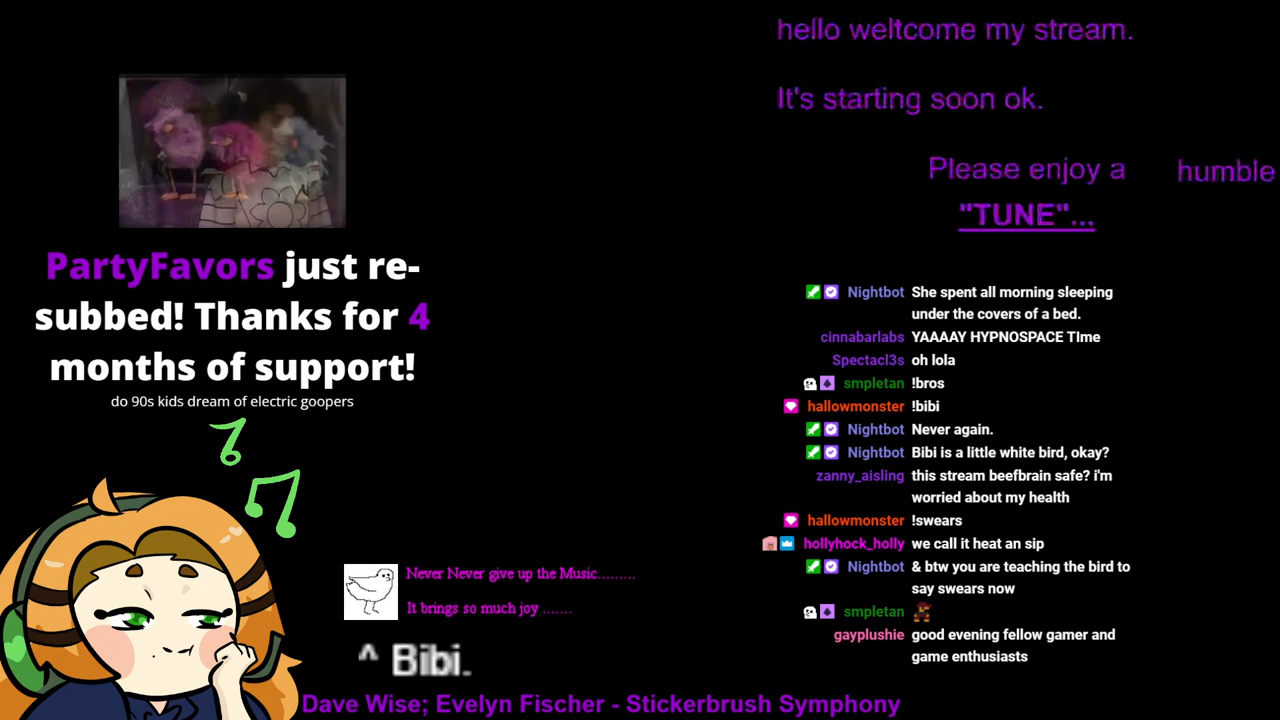 hello weltcome my stream.
It's starting soon ok.
Please enjoy a humble
"TUNE"...
PartyFavors just re-
subbed! Thanks for 4
months of support!
do 90s kids dream of electric goopers
Nightbot She spent all morning sleeping
under the covers of a bed.
cinnabarlabs YAAAAY HYPNOSPACE TIme
Spectacl3s oh lola
smpletan !bros
hallowmonster !bibi
Nightbot Never again.
Nightbot Bibi is a little white bird, okay?
zanny_aisling this stream beefbrain safe? i'm
worried about my health
hallowmonster !swears
hollyhock_holly we call it heat an sip
Nightbot & btw you are teaching the bird to
say swears now
smpletan
gayplushie good evening fellow gamer and
game enthusiasts
Never Never give up the Music.........
It brings so much joy .......
^ Bibi.
Dave Wise; Evelyn Fischer - Stickerbrush Symphony